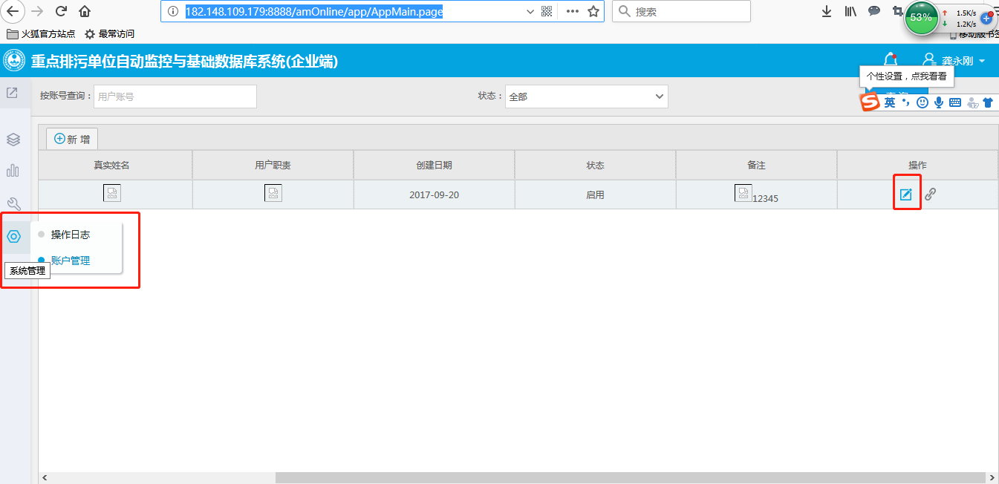 182.148.109.179:8888/amOnline/app/AppMain.page
搜索
53%
1.5K/s
1.2K/s
火狐官方站点
最常访问
移动版书签
重点排污单位自动监控与基础数据库系统(企业端)
龚永刚
个性设置，点我看看
按账号查询：
用户账号
状态：
全部
英
新 增
真实姓名
用户职责
创建日期
状态
备注
操作
2017-09-20
启用
12345
操作日志
账户管理
系统管理